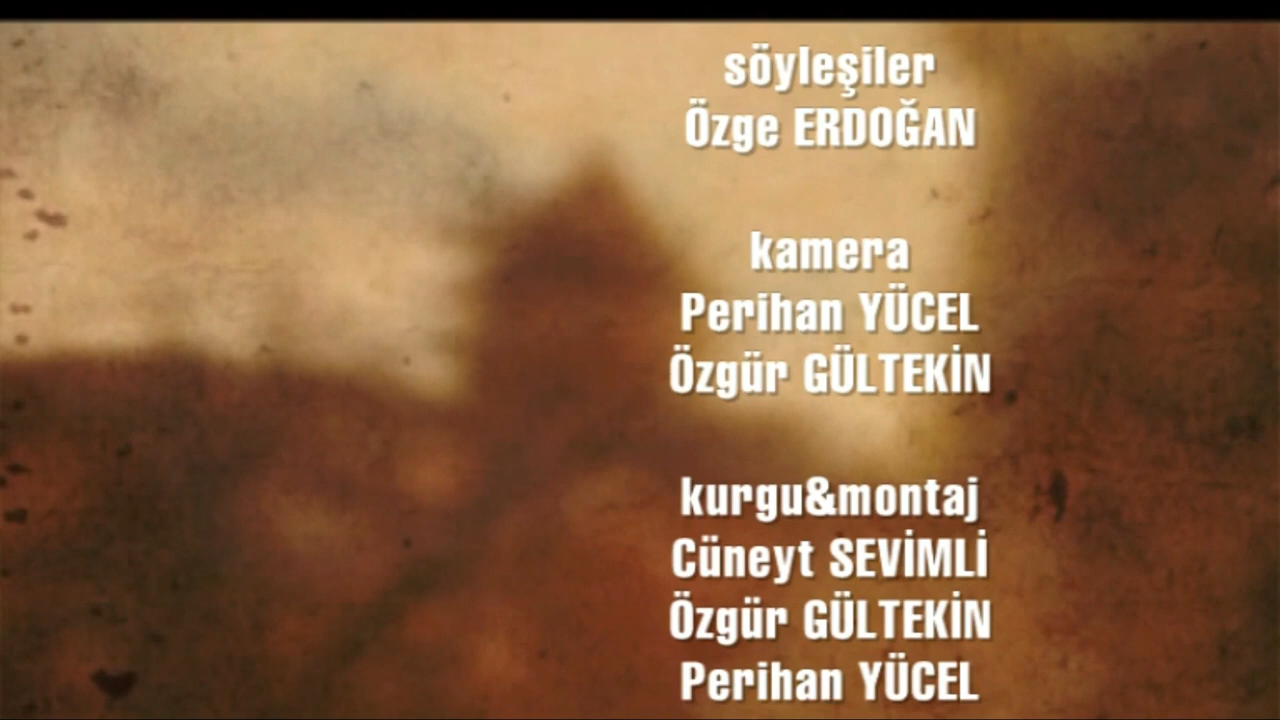 söyleşiler
Özge ERDOĞAN
kamera
Perihan YÜCEL
Özgür GÜLTEKİN
kurgu&montaj
Cüneyt SEVİMLİ
Özgür GÜLTEKİN
Perihan YÜCEL